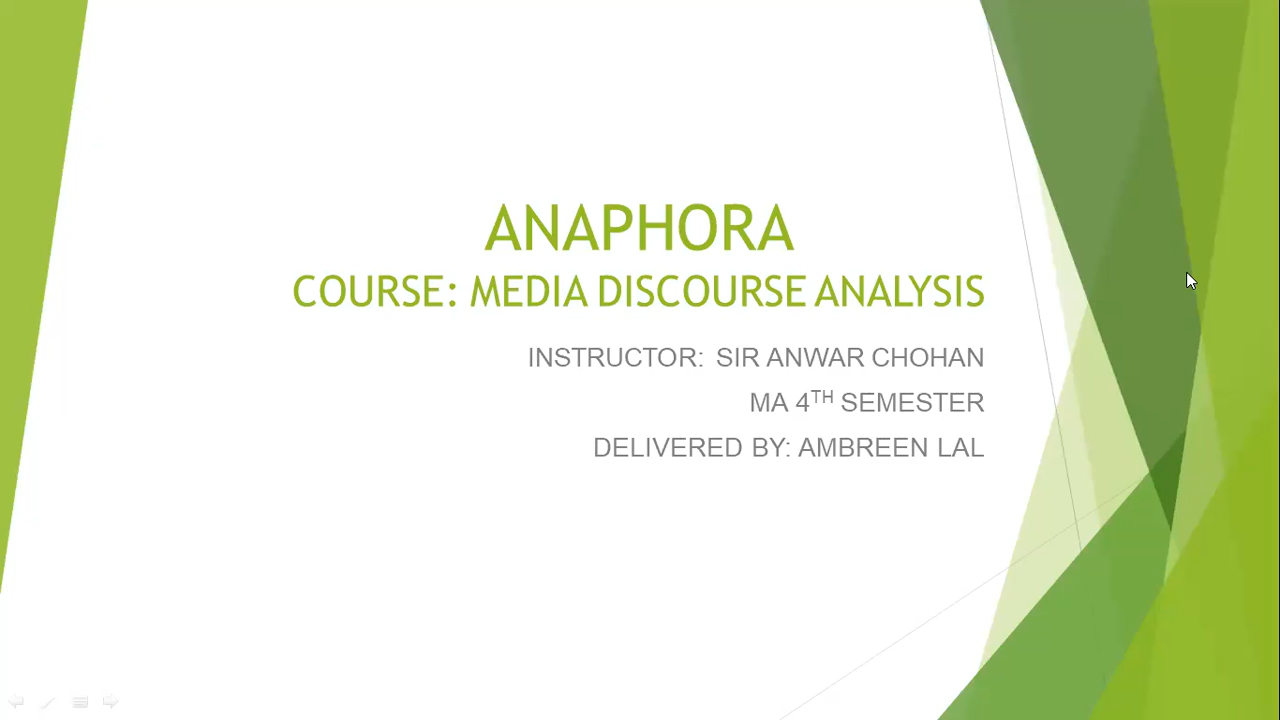 ANAPHORA
COURSE: MEDIA DISCOURSE ANALYSIS
INSTRUCTOR: SIR ANWAR CHOHAN
MA 4TH SEMESTER
DELIVERED BY: AMBREEN LAL